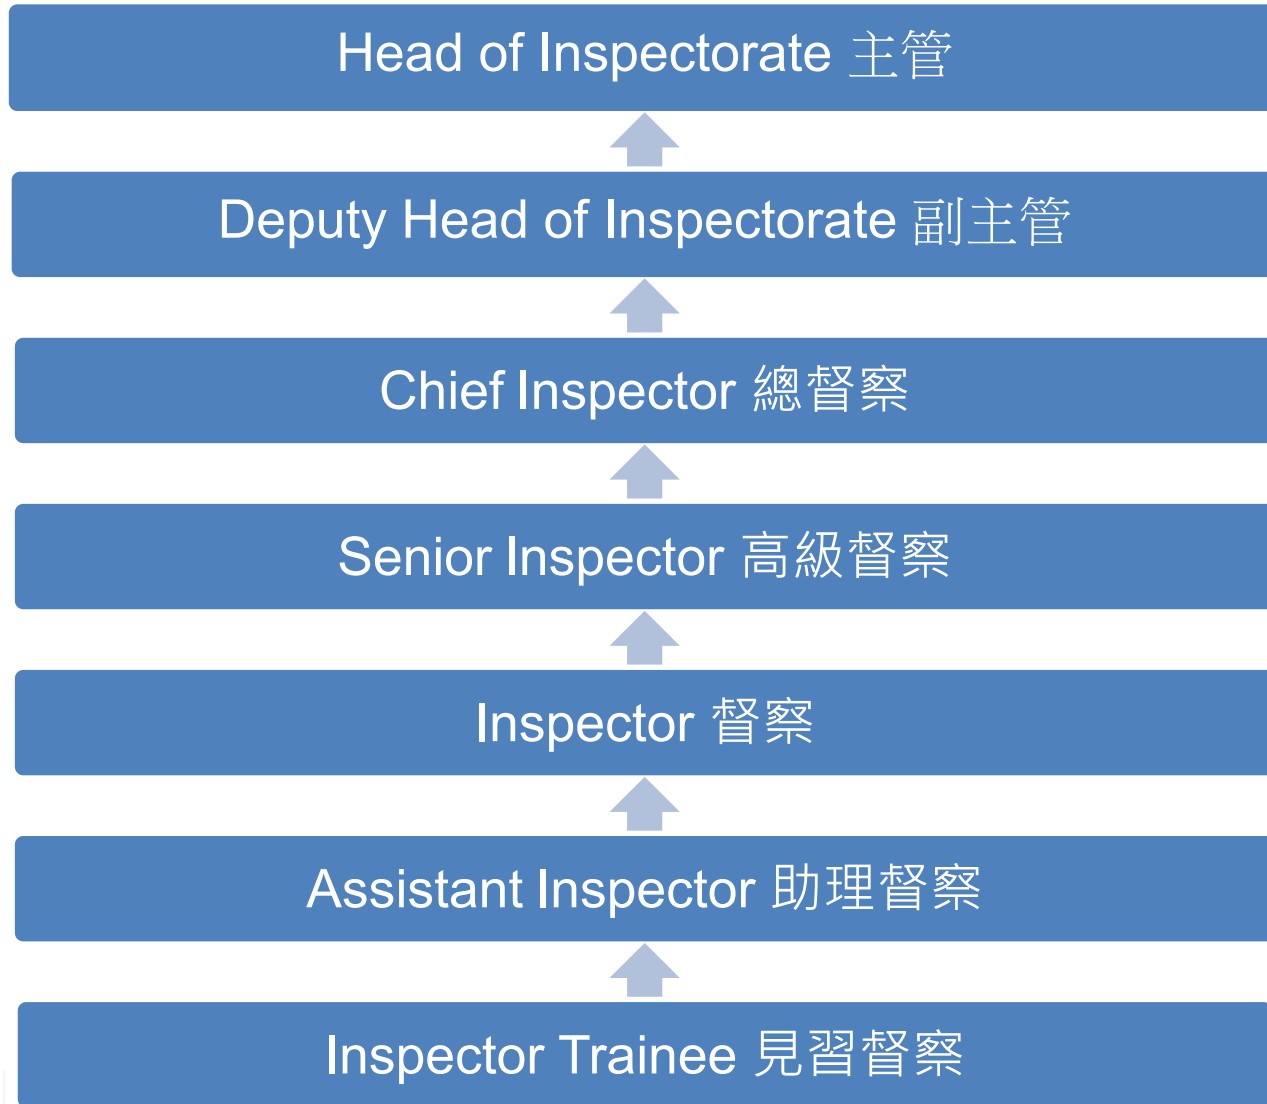 Head of Inspectorate 主管
Deputy Head of Inspectorate 副主管
Chief Inspector 總督察
Senior Inspector 高級督察
Inspector 督察
Assistant Inspector 助理督察
Inspector Trainee 見習督察